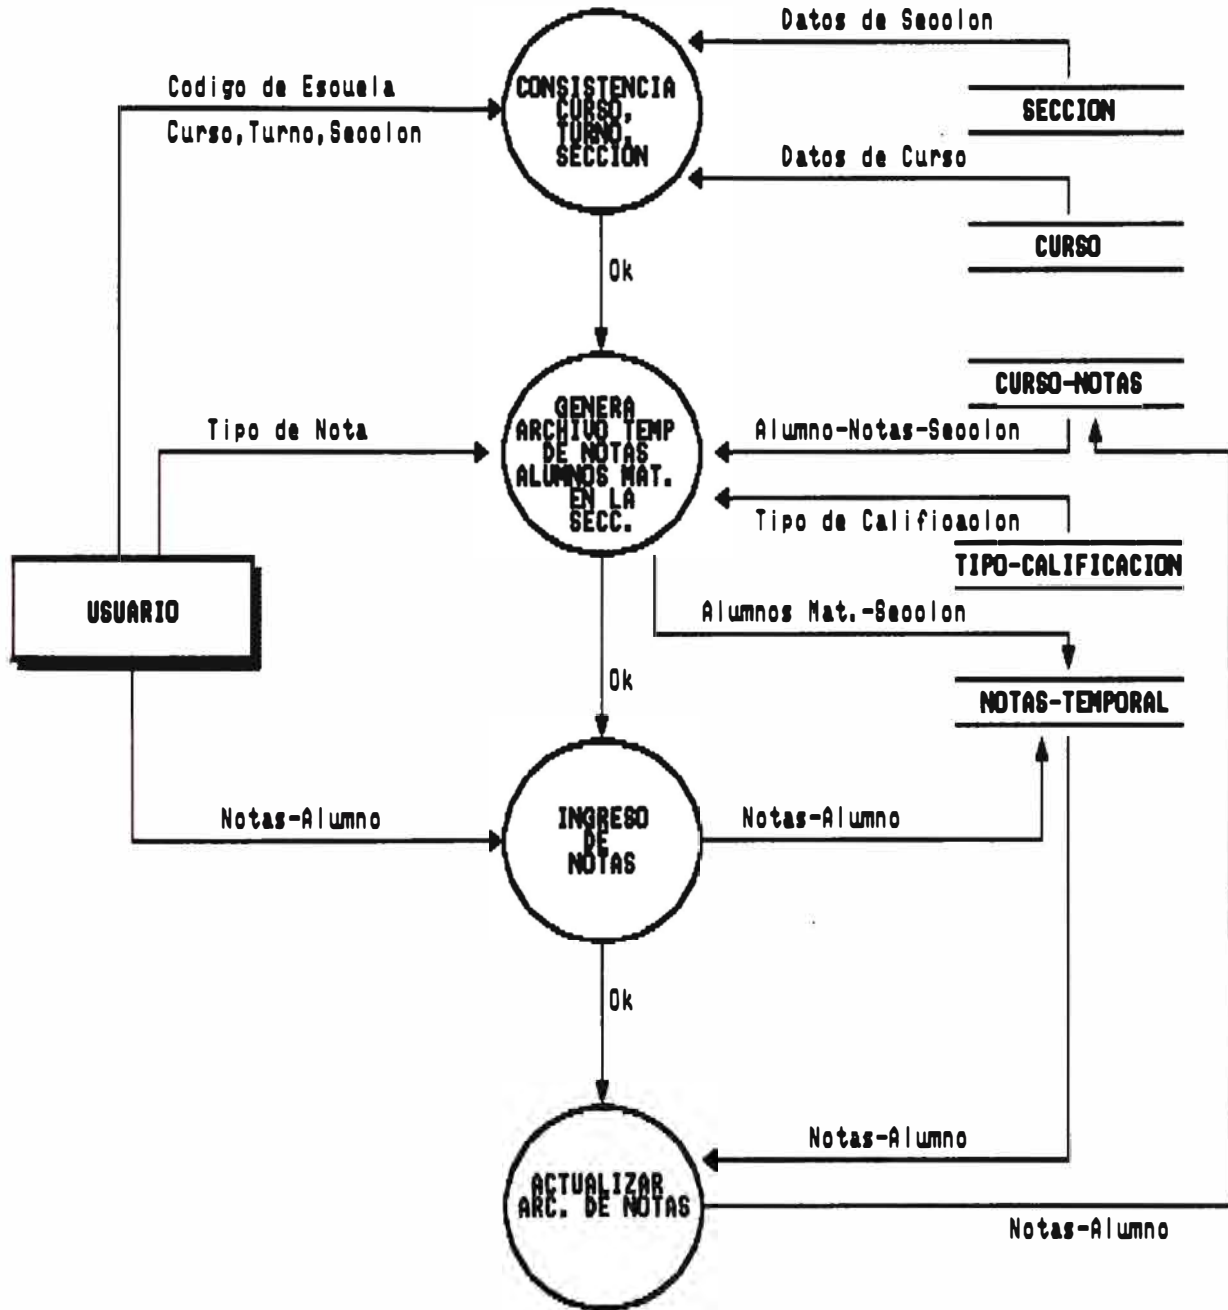 Datos de Seccion
Codigo de Escuela
Curso,Turno,Seccion
CONSISTENCIA
CURSO,
TURNO,
SECCION
SECCION
Datos de Curso
CURSO
Ok
CURSO-NOTAS
Tipo de Nota
GENERA
ARCHIVO TEMP
DE NOTAS
ALUMNOS MAT.
EN LA
SECC.
Alumno-Notas-Seccion
Tipo de Calificacion
TIPO-CALIFICACION
USUARIO
Alumnos Mat.-Seccion
Ok
NOTAS-TEMPORAL
Notas-Alumno
INGRESO
DE
NOTAS
Notas-Alumno
Ok
Notas-Alumno
ACTUALIZAR
ARC. DE NOTAS
Notas-Alumno